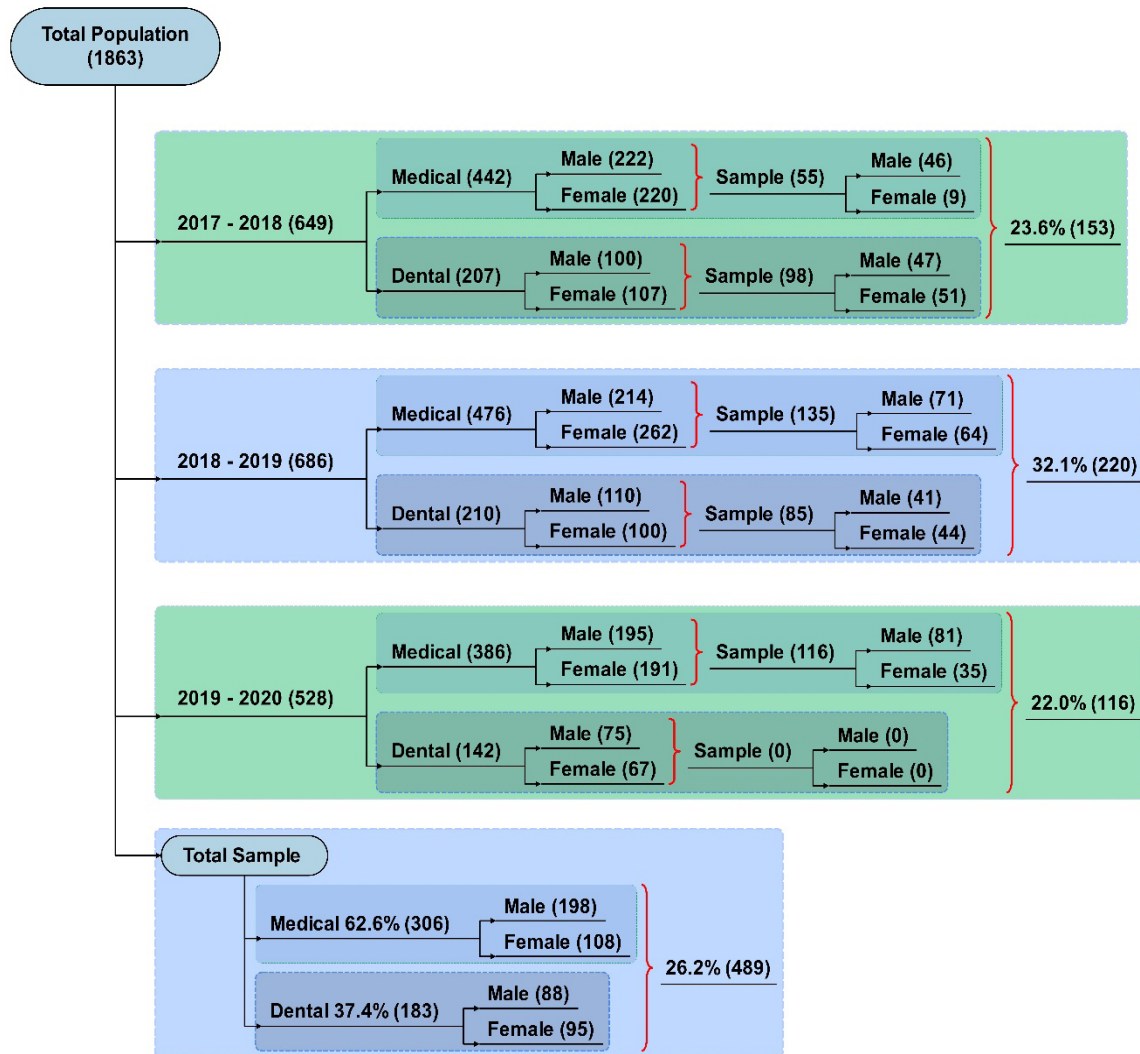 Total Population
(1863)
2017 - 2018 (649)
Medical (442)
Male (222)
Female (220)
Sample (55)
Male (46)
Female (9)
Dental (207)
Male (100)
Female (107)
Sample (98)
Male (47)
Female (51)
23.6% (153)
2018 - 2019 (686)
Medical (476)
Male (214)
Female (262)
Sample (135)
Male (71)
Female (64)
Dental (210)
Male (110)
Female (100)
Sample (85)
Male (41)
Female (44)
32.1% (220)
2019 - 2020 (528)
Medical (386)
Male (195)
Female (191)
Sample (116)
Male (81)
Female (35)
Dental (142)
Male (75)
Female (67)
Sample (0)
Male (0)
Female (0)
22.0% (116)
Total Sample
Medical 62.6% (306)
Male (198)
Female (108)
Dental 37.4% (183)
Male (88)
Female (95)
26.2% (489)